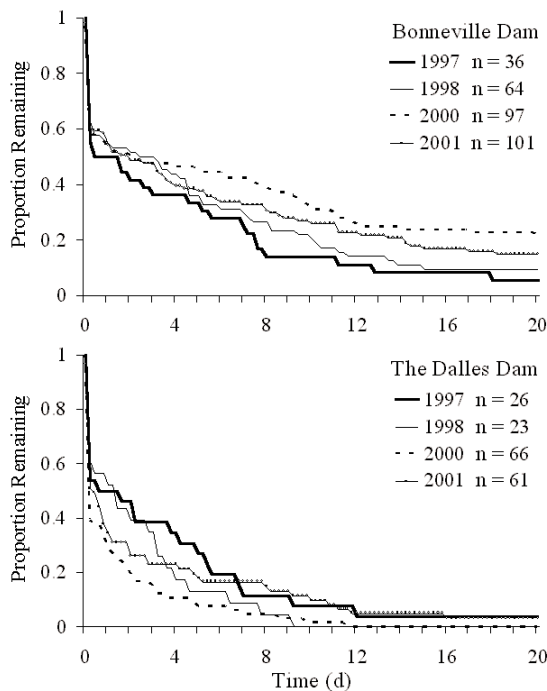 Bonneville Dam
1997 n = 36
1998 n = 64
2000 n = 97
2001 n = 101
Proportion Remaining
1
0.8
0.6
0.4
0.2
0
0 4 8 12 16 20
The Dalles Dam
1997 n = 26
1998 n = 23
2000 n = 66
2001 n = 61
Proportion Remaining
1
0.8
0.6
0.4
0.2
0
0 4 8 12 16 20
Time (d)